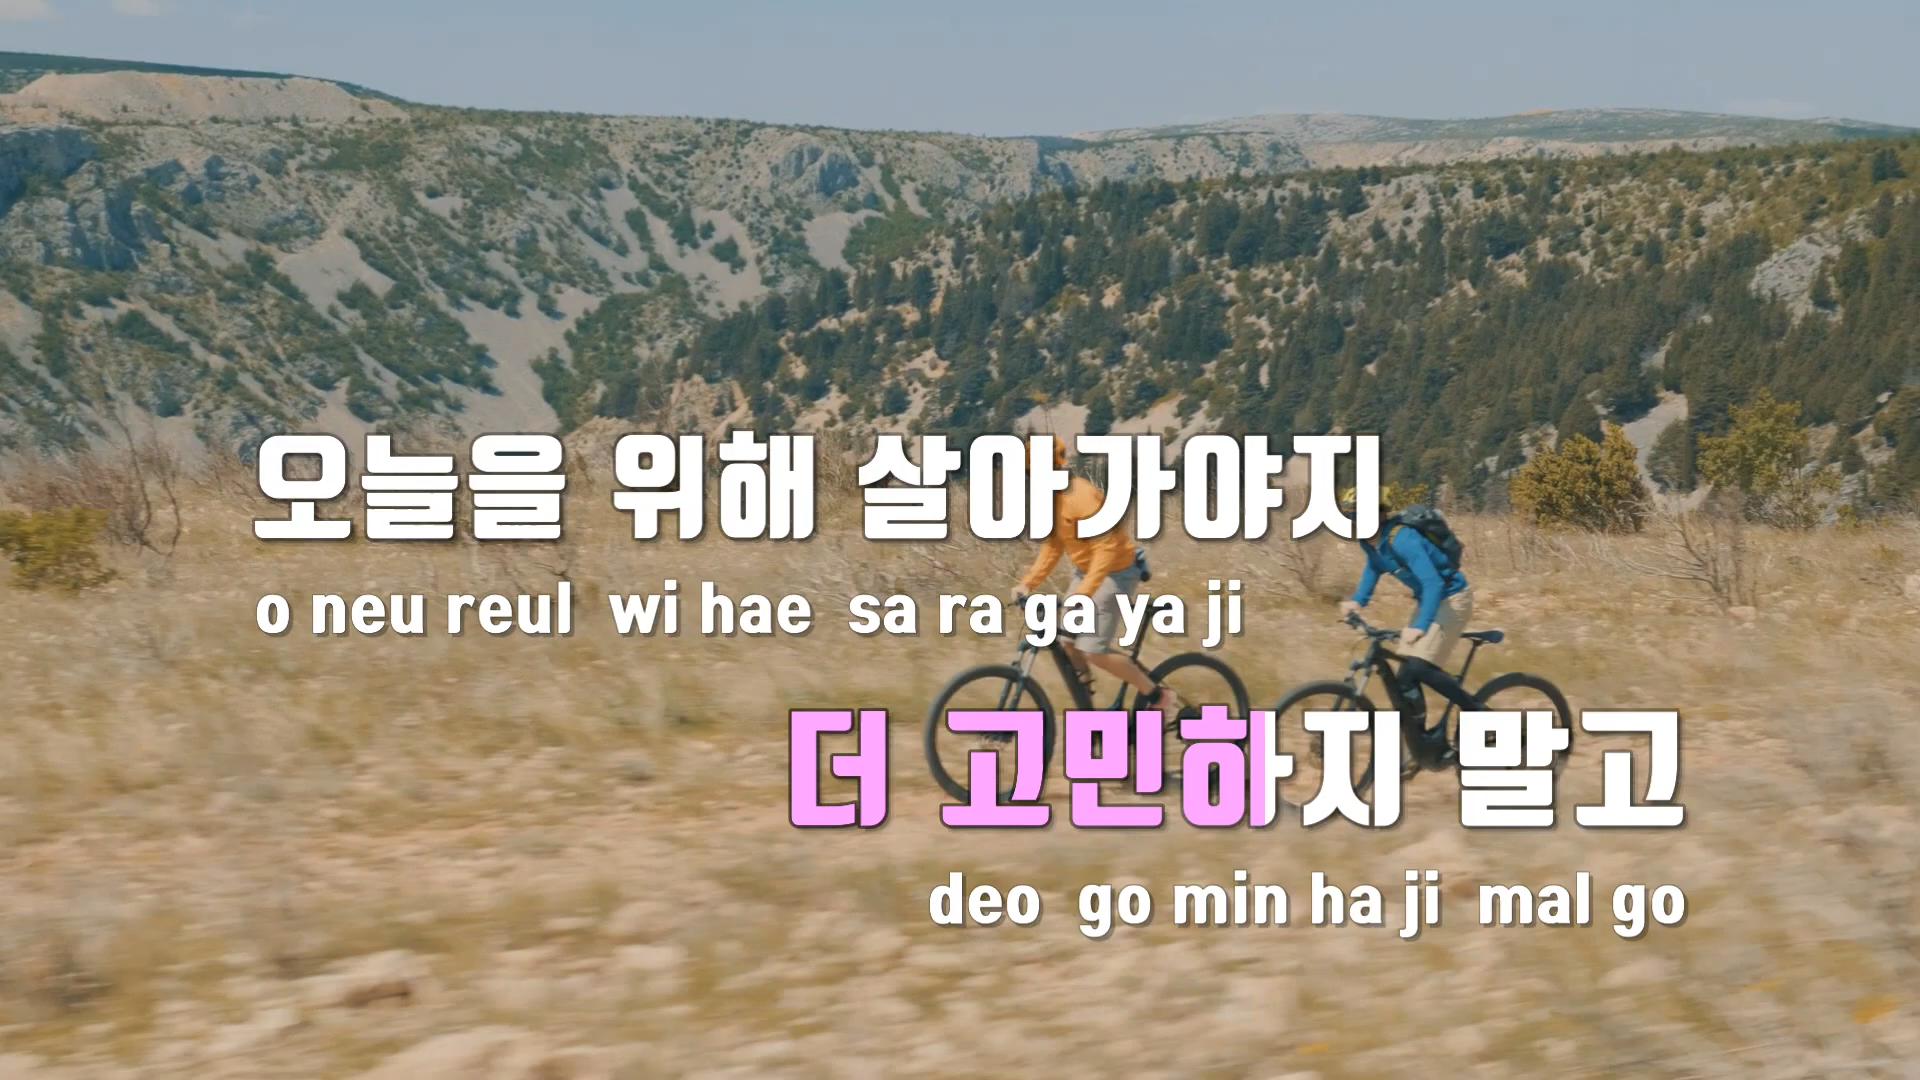 오늘을 위해 살아가야지
o neu reul wi hae sa ra ga ya ji
더 고민하지 말고
deo go min ha ji mal go